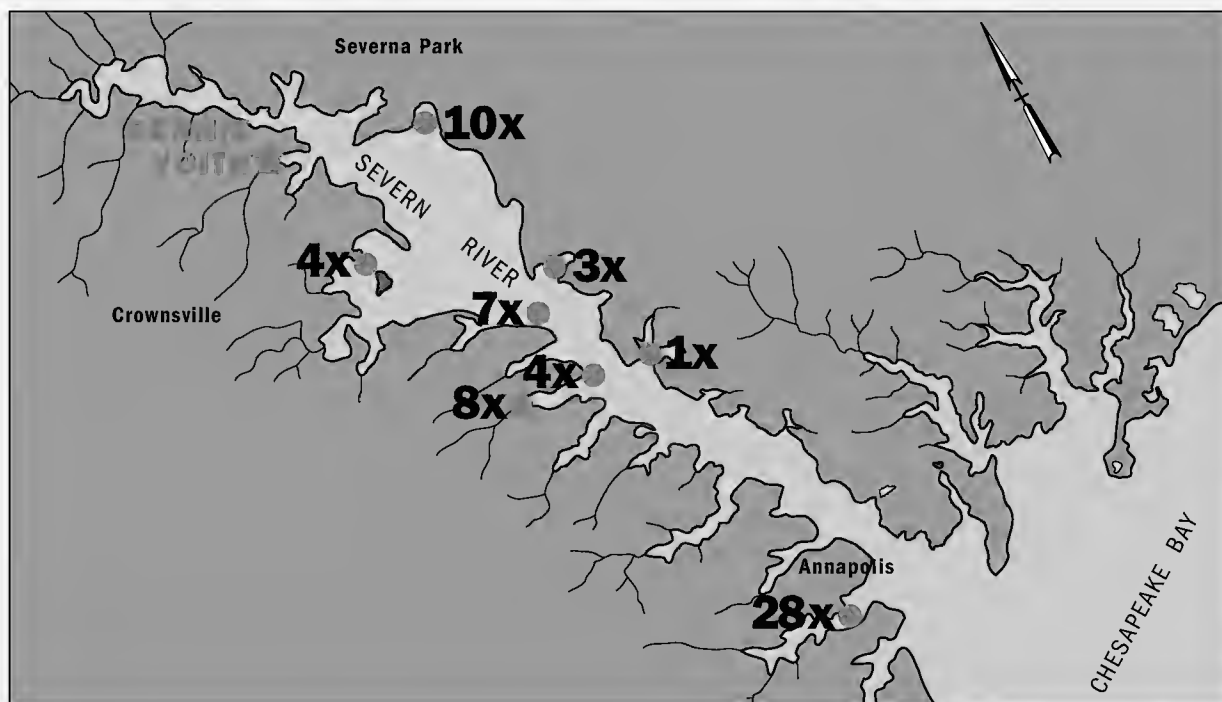 Severna Park
10x
SEVERN
RIVER
4x
3x
Crownsville
7x
1x
4x
8x
Annapolis
28x
CHESAPEAKE BAY